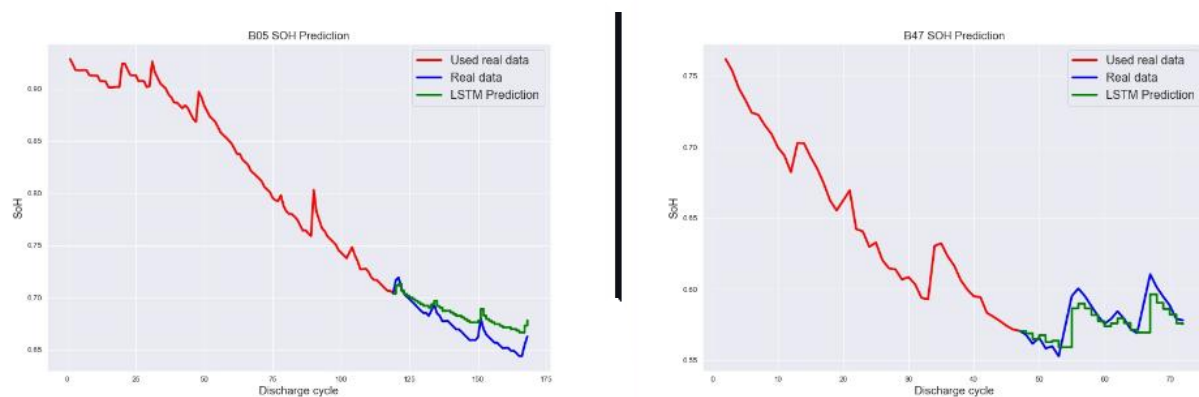 B05 SOH Prediction
Used real data
Real data
LSTM Prediction
0.90
0.85
0.80
0.75
0.70
0.65
SoH
0
25
50
75
100
125
150
175
Discharge cycle
B47 SOH Prediction
Used real data
Real data
LSTM Prediction
0.75
0.70
0.65
0.60
0.55
SoH
0
10
20
30
40
50
60
70
Discharge cycle